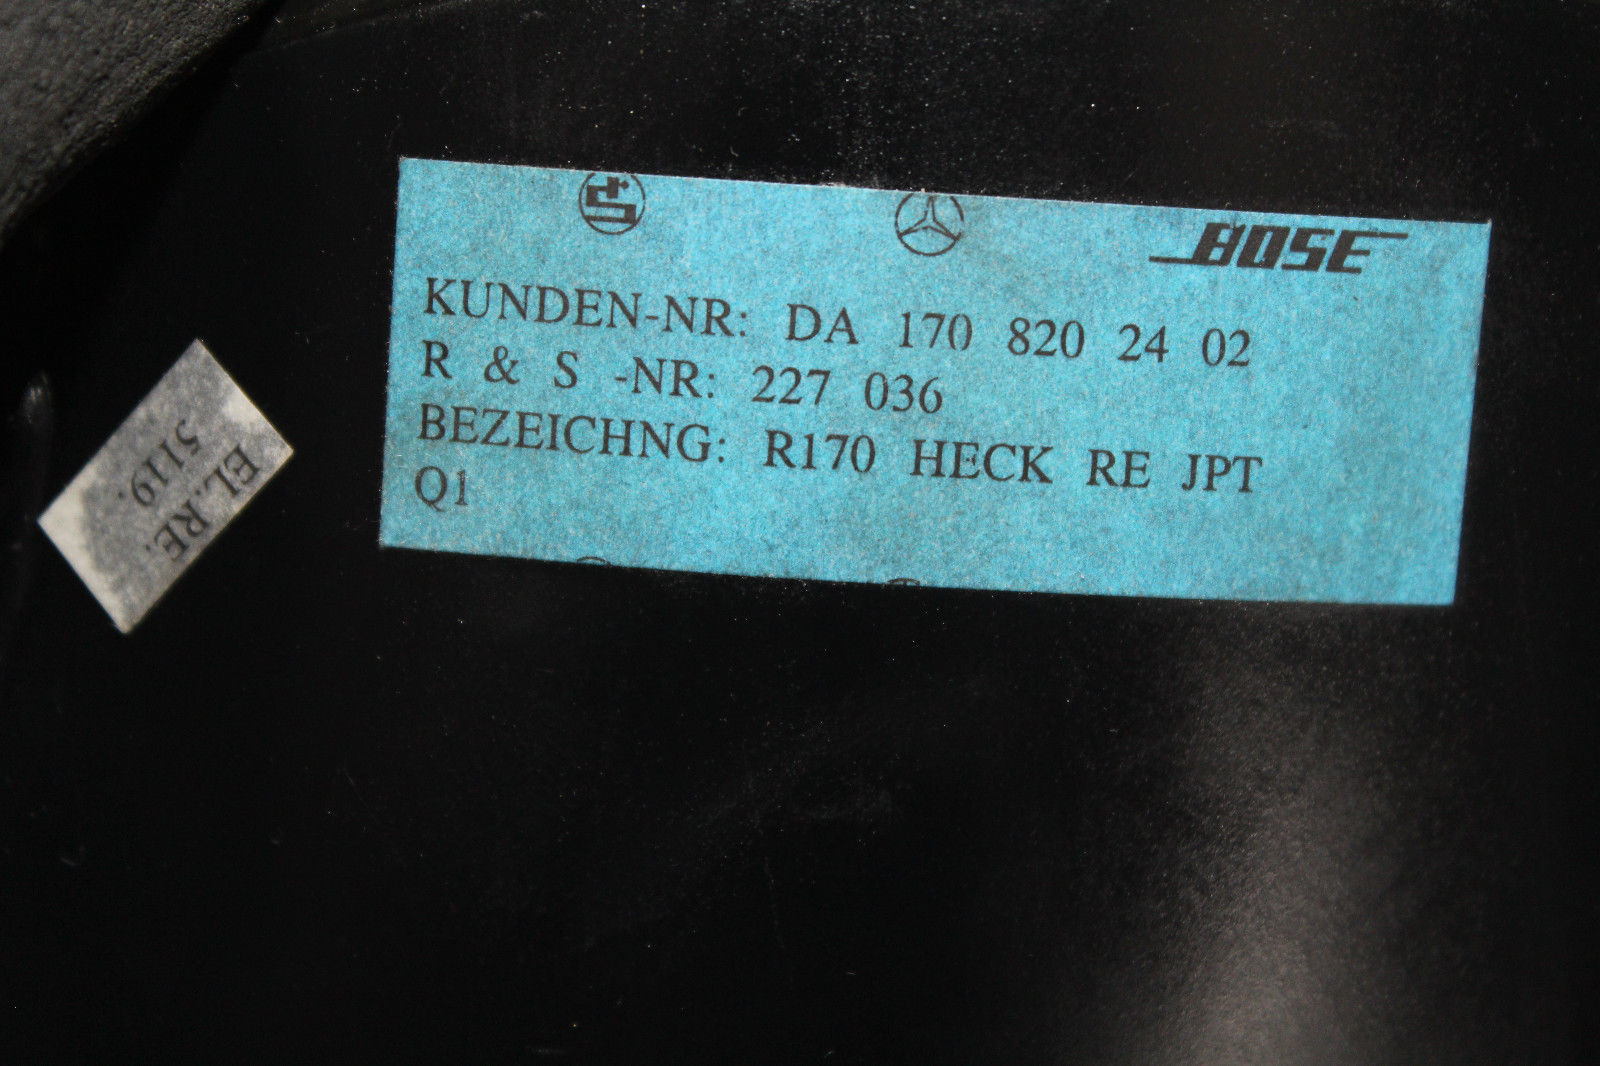 BOSE
KUNDEN-NR: DA 170 820 24 02
R & S -NR: 227 036
BEZEICHNG: R170 HECK RE JPT
Q1
EL.RE.
5119.